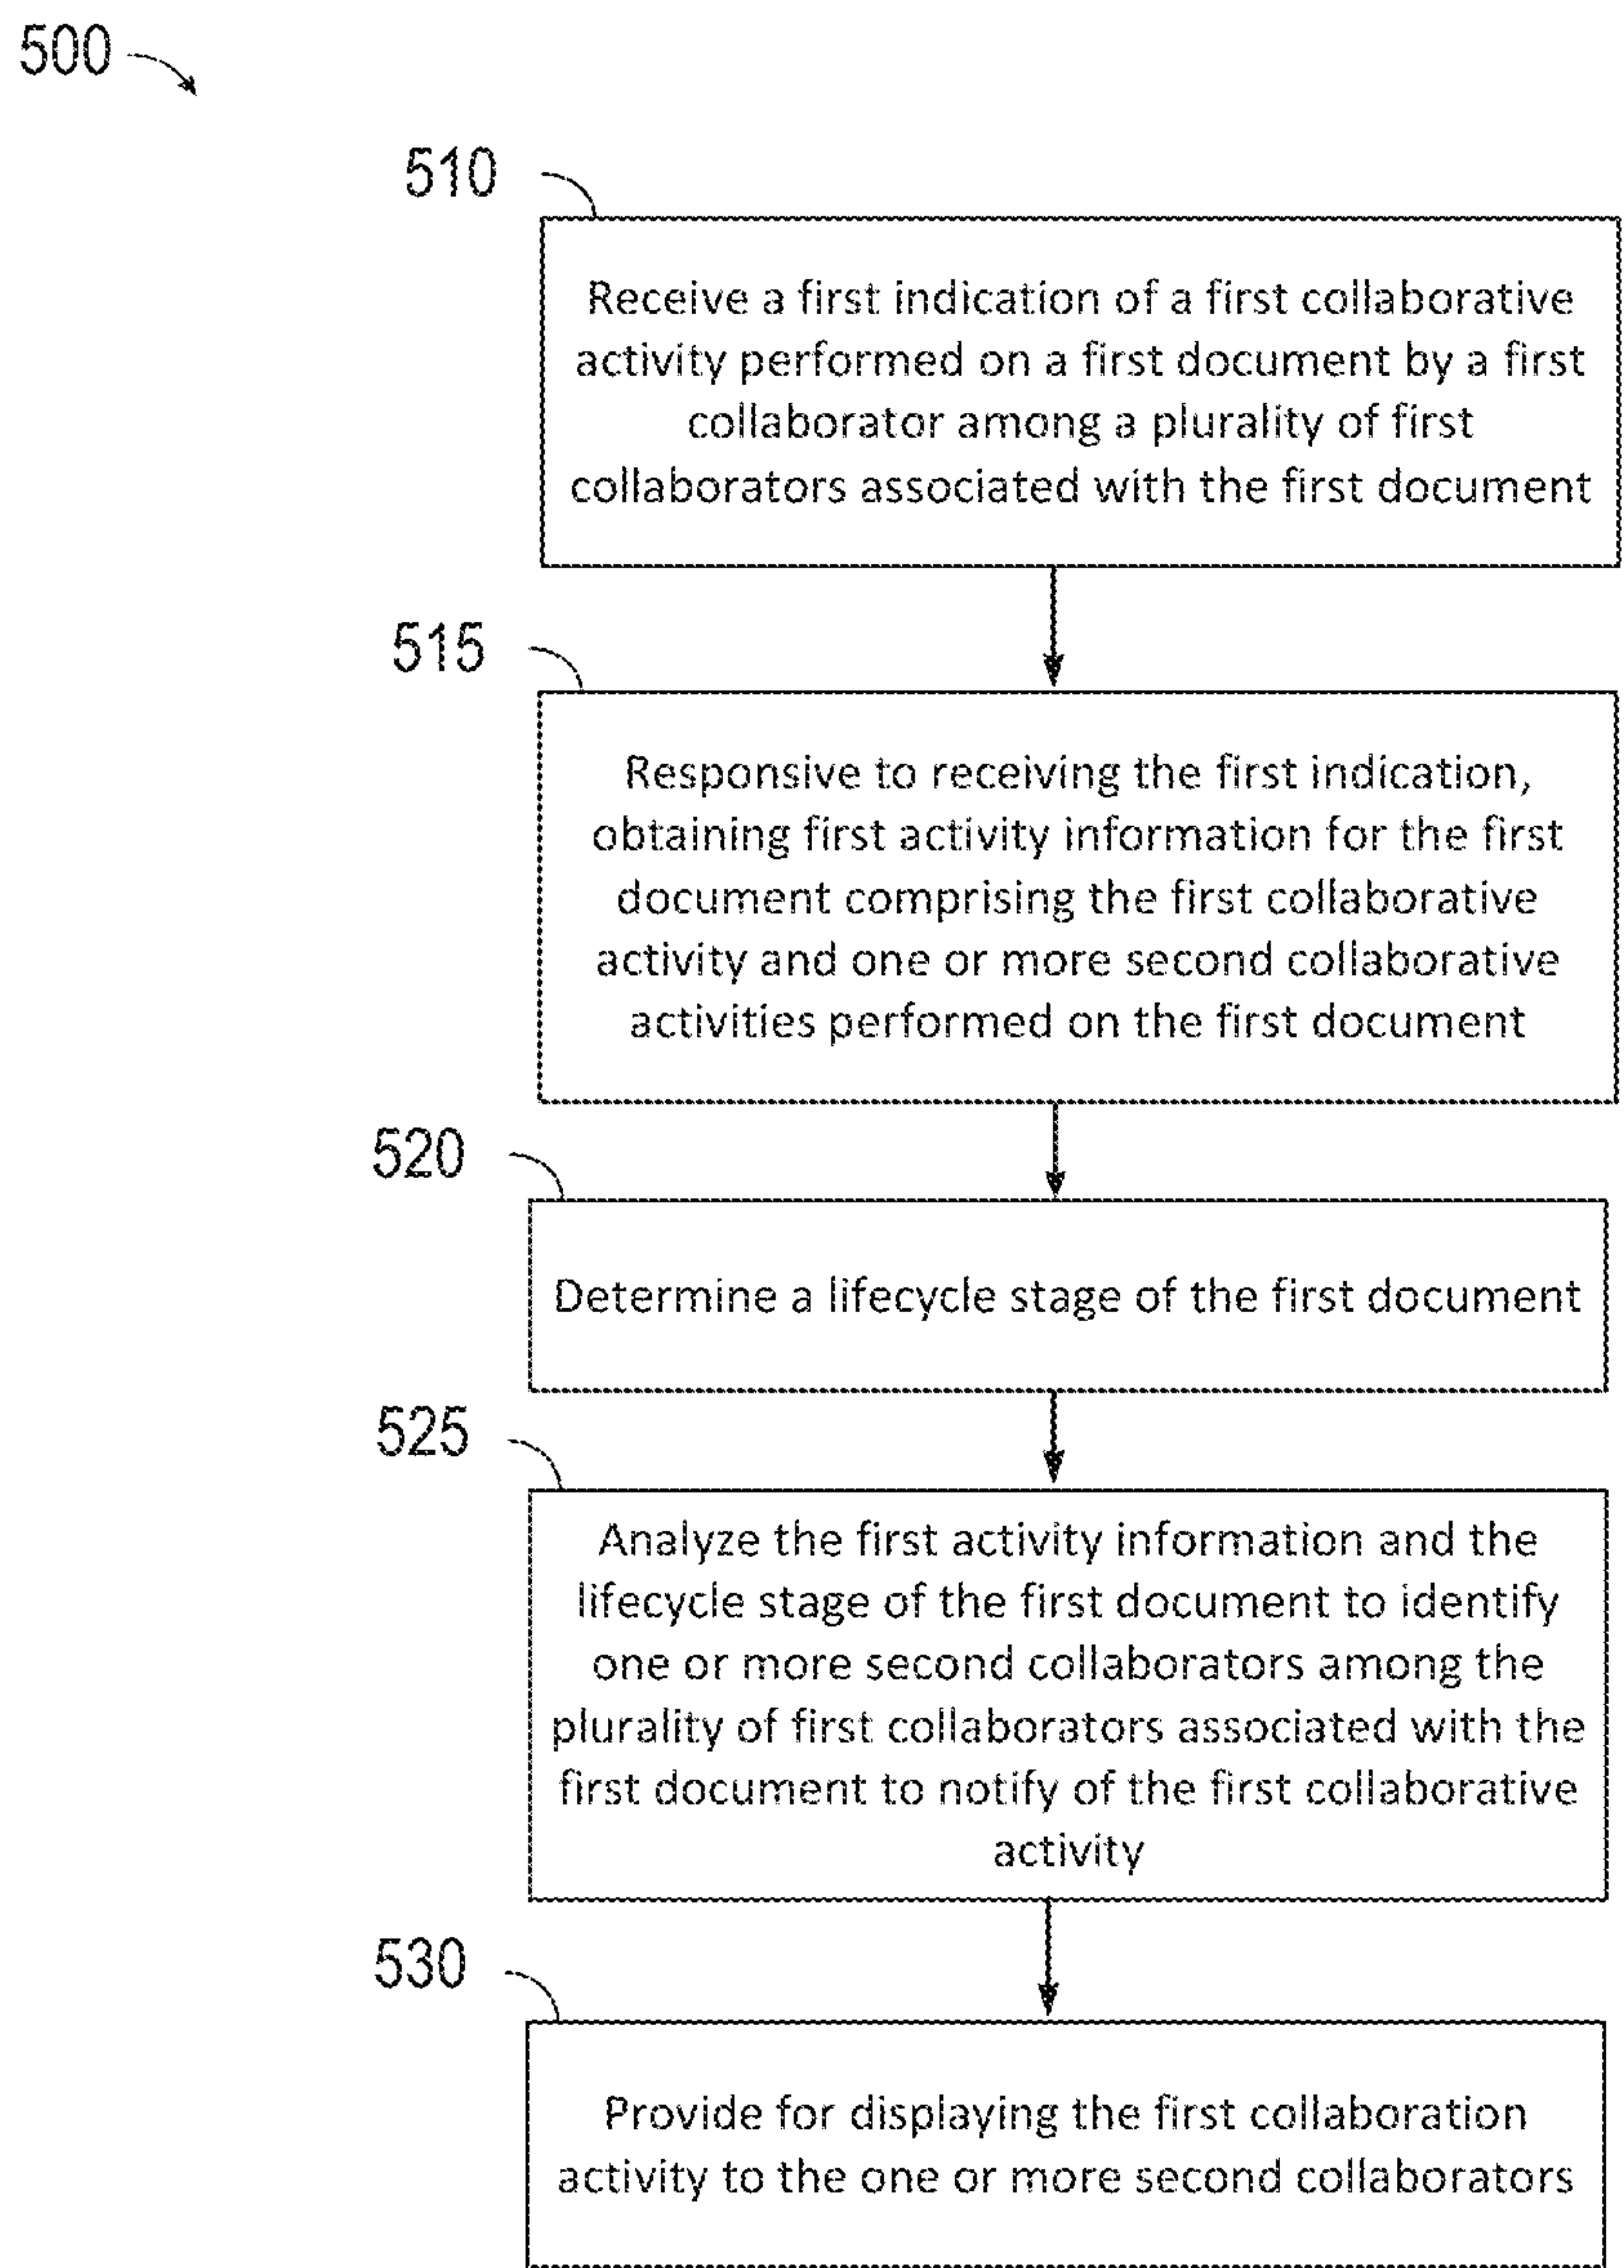 500
510
Receive a first indication of a first collaborative
activity performed on a first document by a first
collaborator among a plurality of first
collaborators associated with the first document
515
Responsive to receiving the first indication,
obtaining first activity information for the first
document comprising the first collaborative
activity and one or more second collaborative
activities performed on the first document
520
Determine a lifecycle stage of the first document
525
Analyze the first activity information and the
lifecycle stage of the first document to identify
one or more second collaborators among the
plurality of first collaborators associated with the
first document to notify of the first collaborative
activity
530
Provide for displaying the first collaboration
activity to the one or more second collaborators